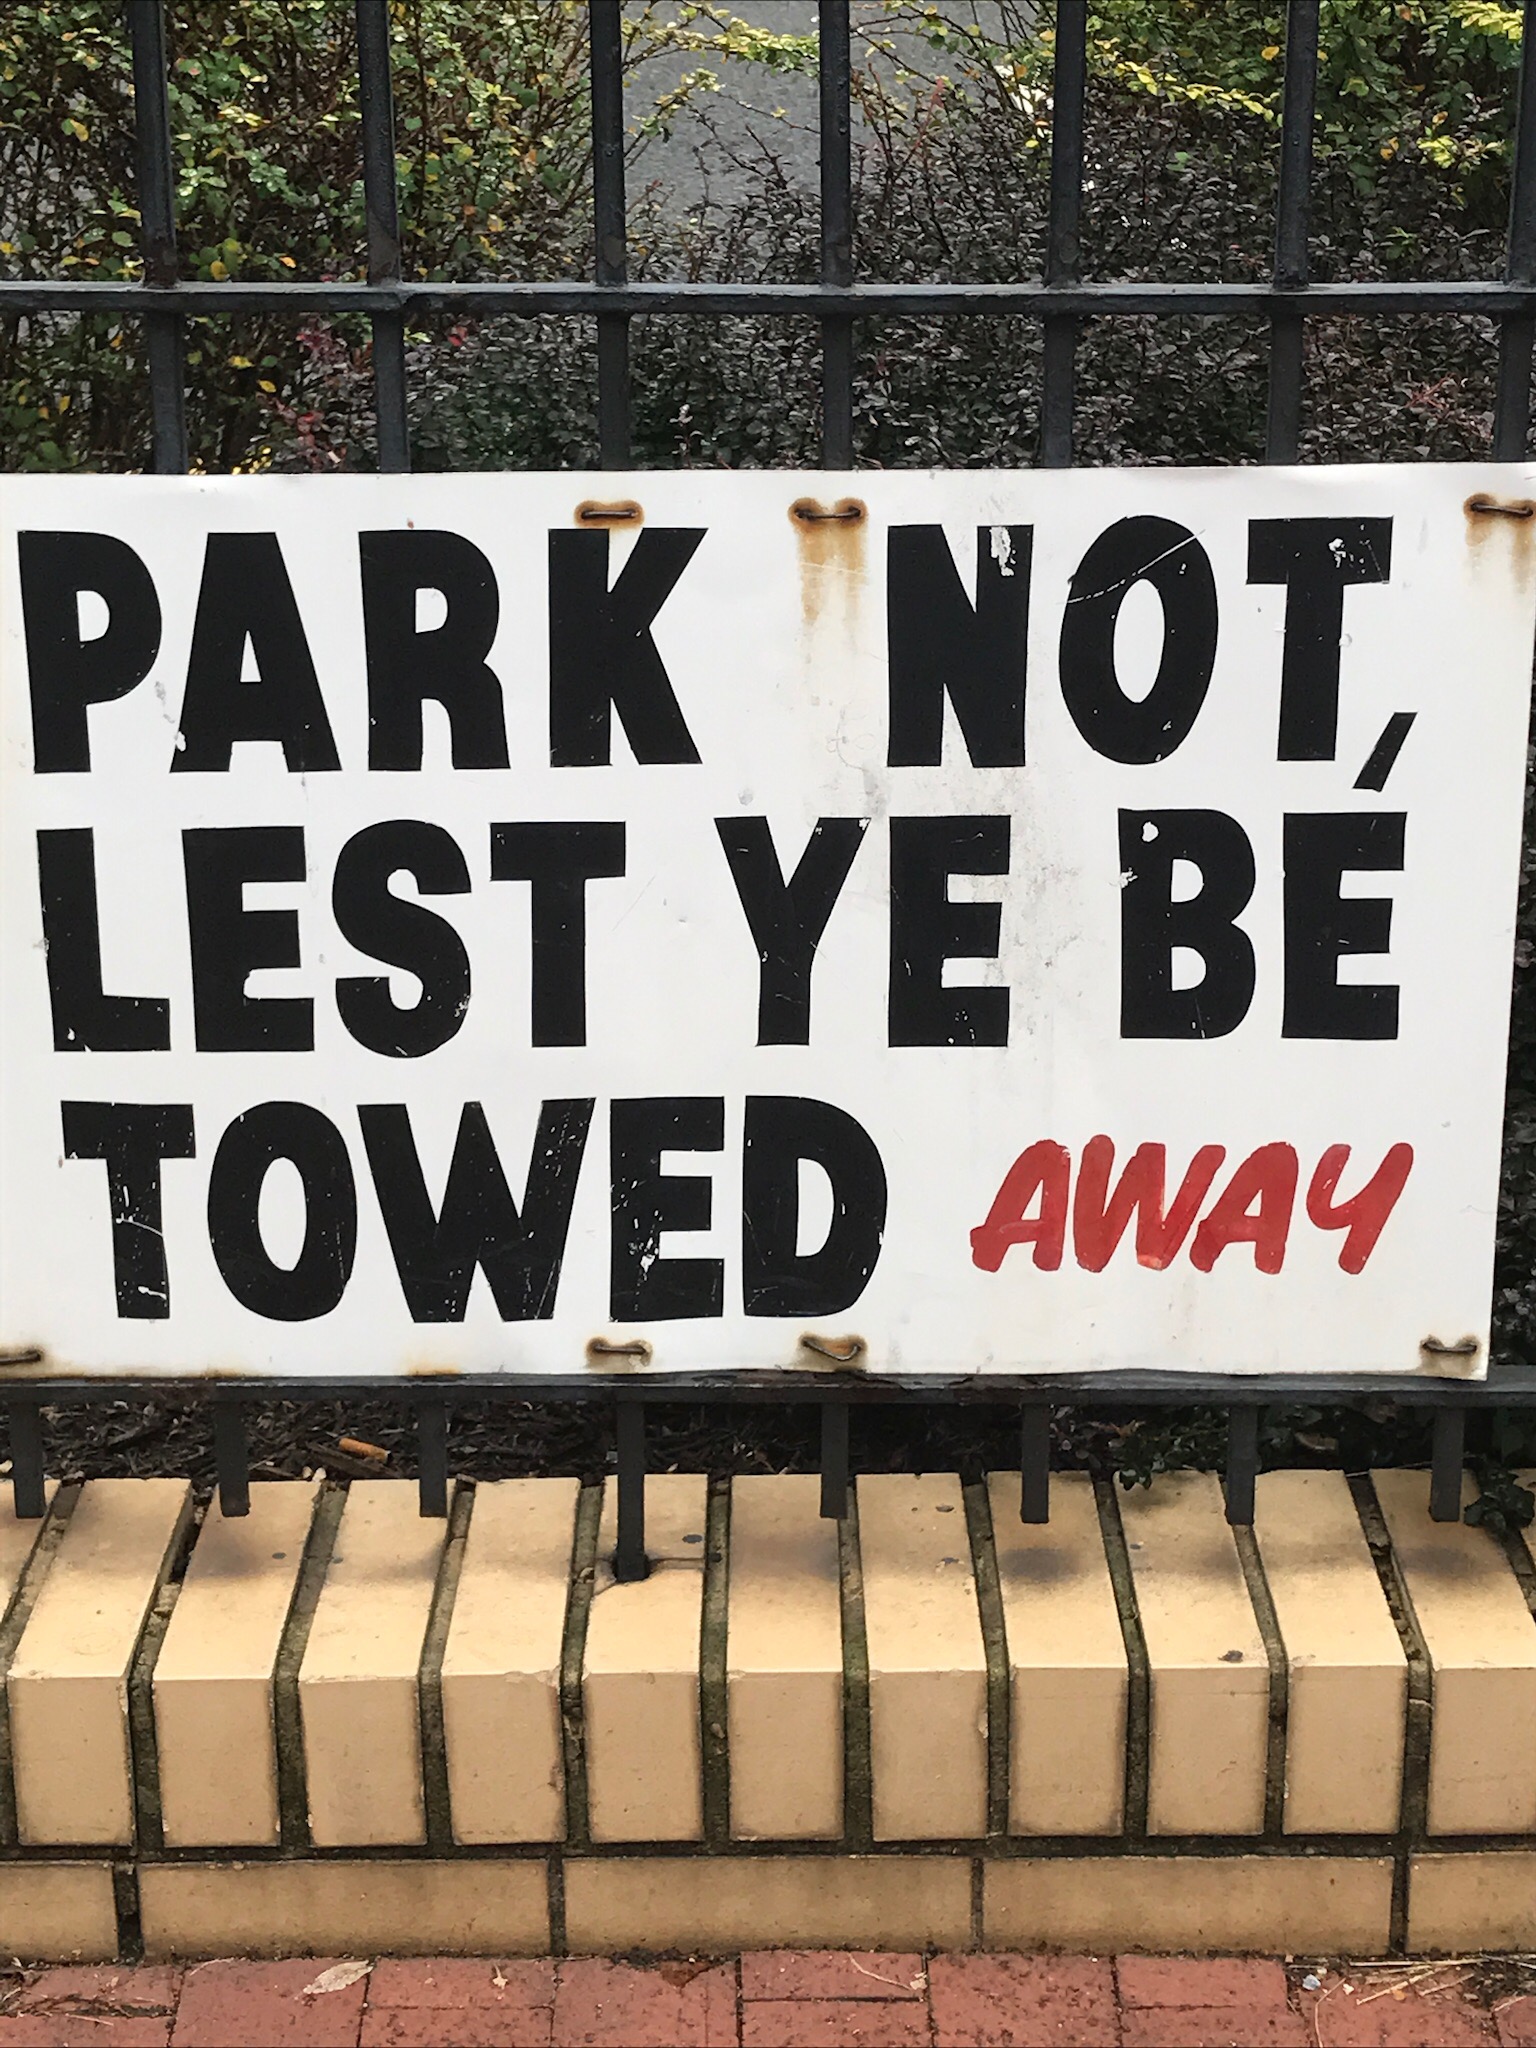 PARK NOT,
LEST YE BE
TOWED AWAY